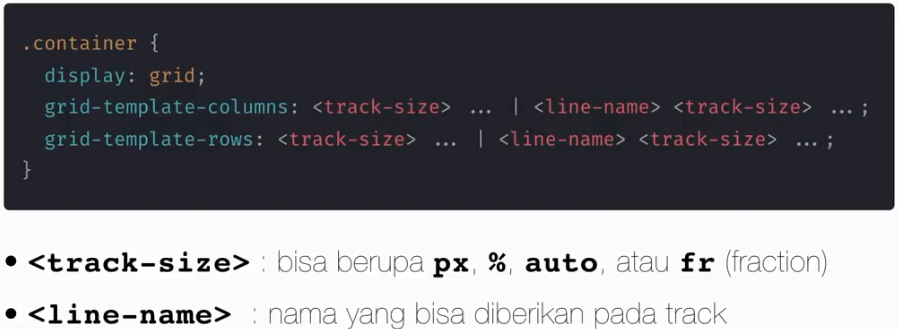 .container {
display: grid;
grid-template-columns: <track-size> ... | <line-name> <track-size> ...;
grid-template-rows: <track-size> ... | <line-name> <track-size> ...;
}
• <track-size> : bisa berupa px, %, auto, atau fr (fraction)
• <line-name> : nama yang bisa diberikan pada track